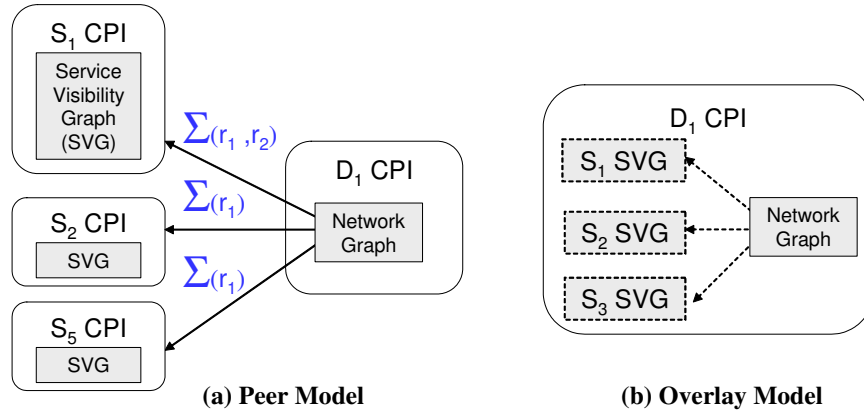 S₁ CPI
Service
Visibility
Graph
(SVG)
∑(r₁ ,r₂)
D₁ CPI
Network
Graph
∑(r₁)
S₂ CPI
SVG
∑(r₁)
S₅ CPI
SVG
(a) Peer Model
D₁ CPI
S₁ SVG
S₂ SVG
S₃ SVG
Network
Graph
(b) Overlay Model